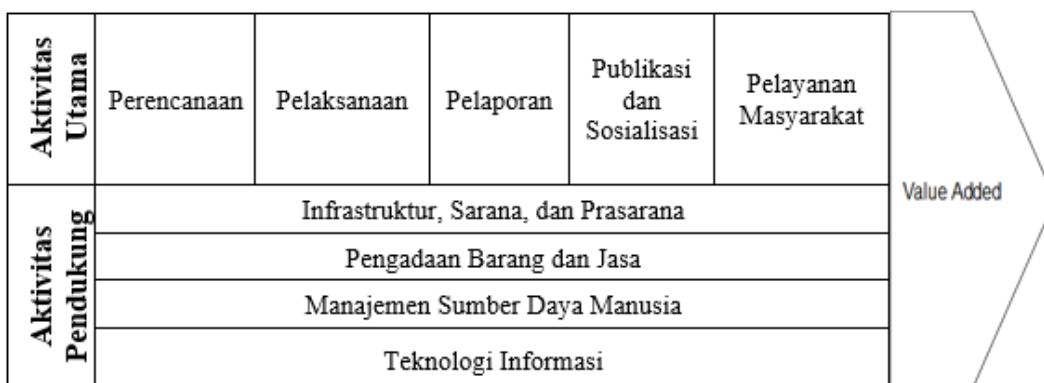 Aktivitas
Utama
Perencanaan
Pelaksanaan
Pelaporan
Publikasi
dan
Sosialisasi
Pelayanan
Masyarakat
Value Added
Aktivitas
Pendukung
Infrastruktur, Sarana, dan Prasarana
Pengadaan Barang dan Jasa
Manajemen Sumber Daya Manusia
Teknologi Informasi